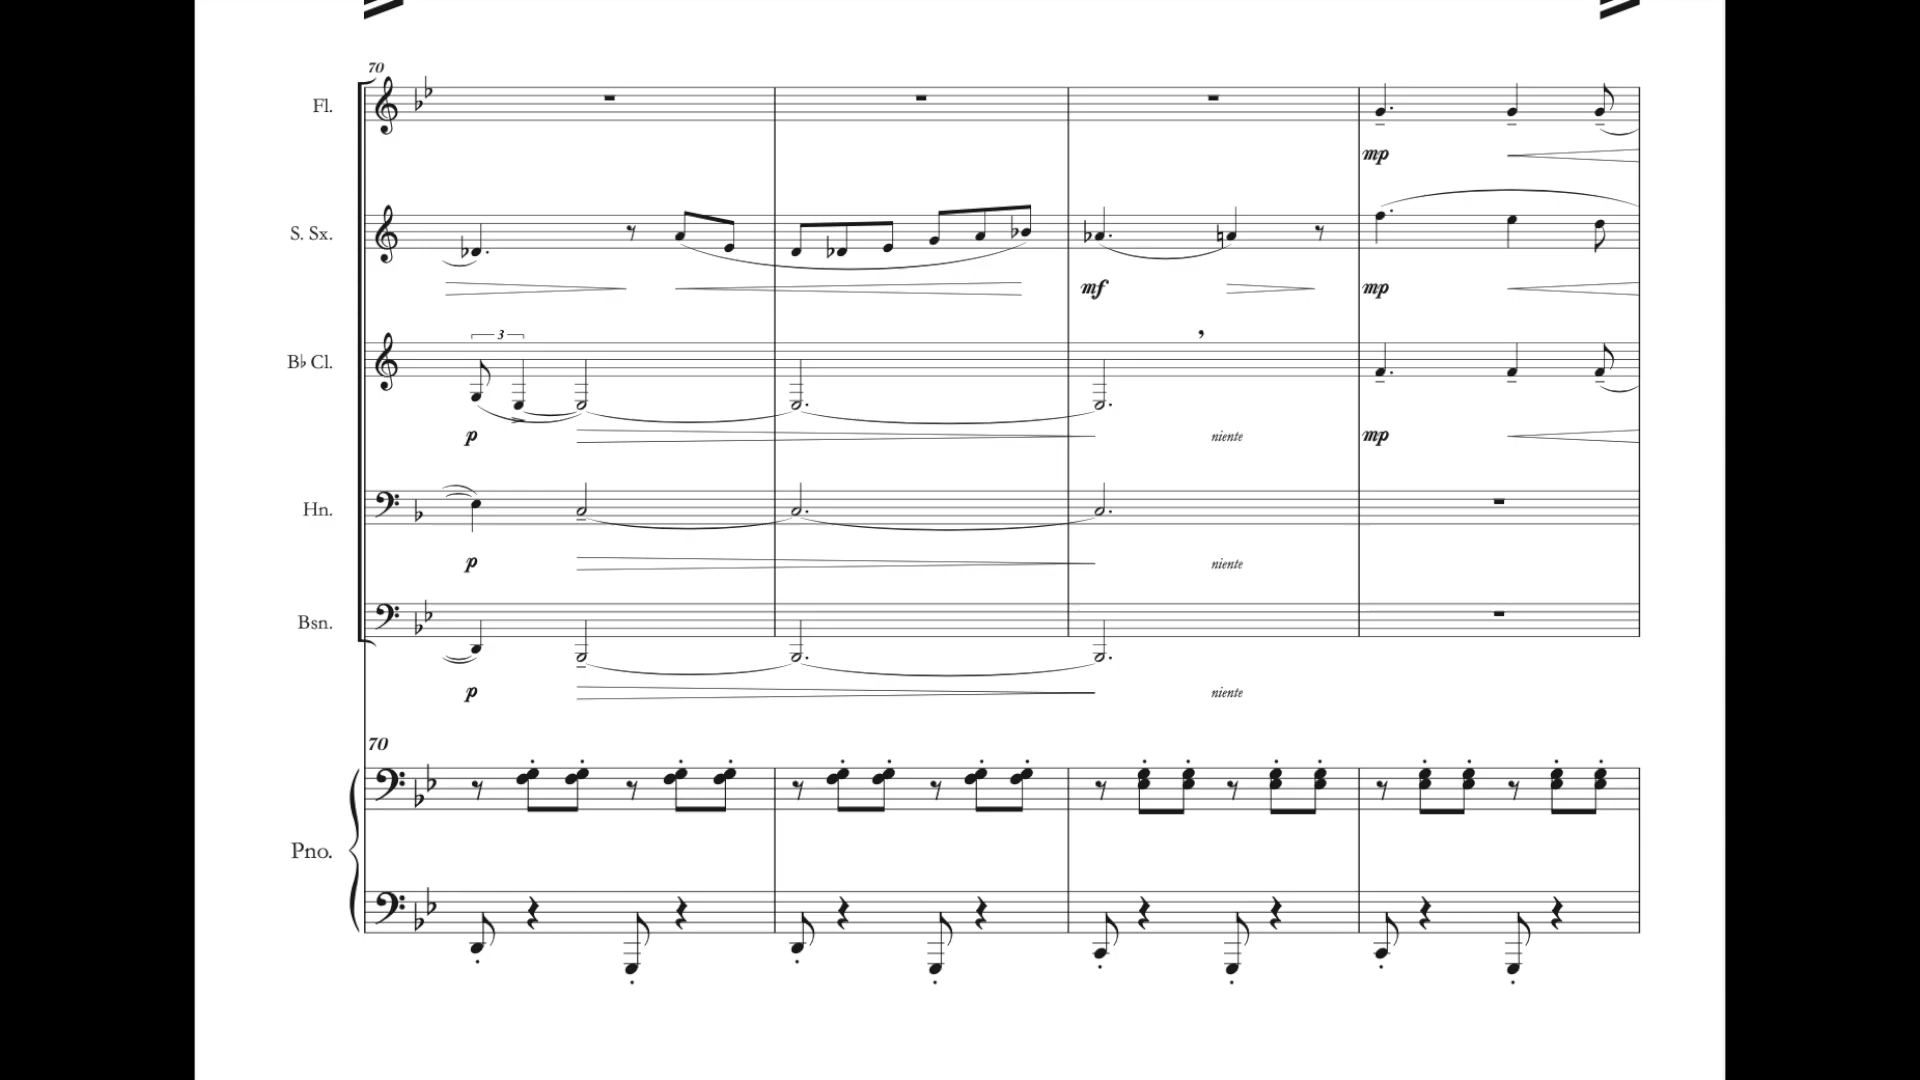 70
Fl.
mp
S. Sx.
mf
mp
3
B♭ Cl.
p
niente
mp
Hn.
p
niente
Bsn.
p
niente
70
Pno.